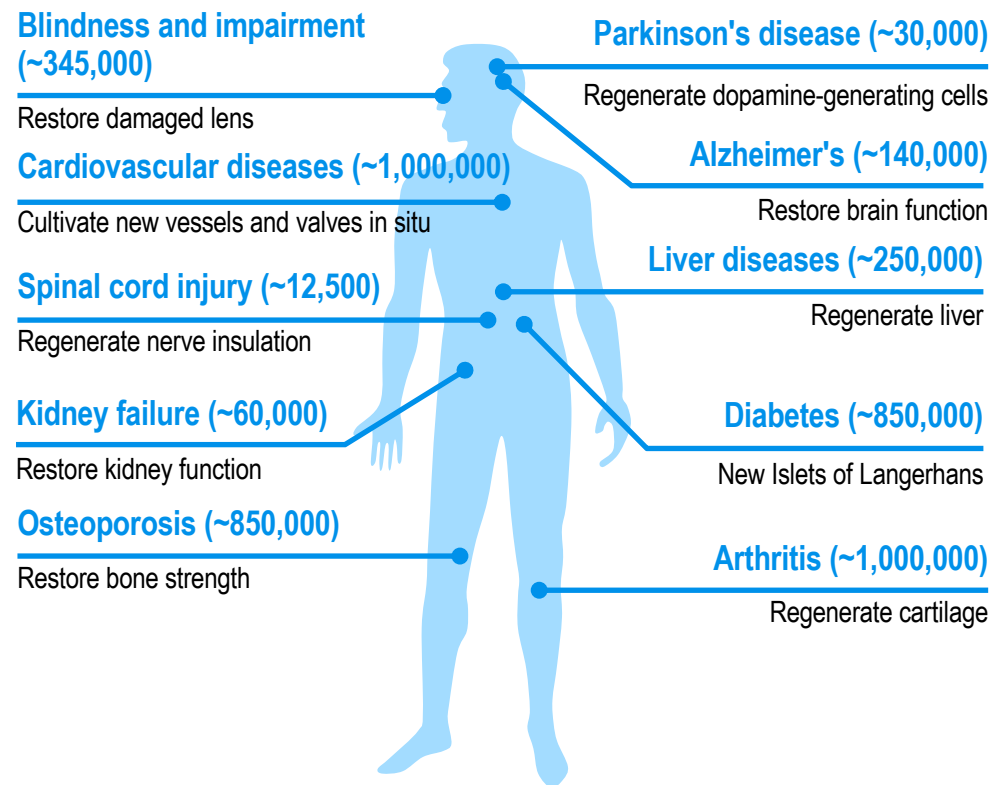 Blindness and impairment
(~345,000)
Restore damaged lens
Cardiovascular diseases (~1,000,000)
Cultivate new vessels and valves in situ
Spinal cord injury (~12,500)
Regenerate nerve insulation
Kidney failure (~60,000)
Restore kidney function
Osteoporosis (~850,000)
Restore bone strength
Parkinson's disease (~30,000)
Regenerate dopamine-generating cells
Alzheimer's (~140,000)
Restore brain function
Liver diseases (~250,000)
Regenerate liver
Diabetes (~850,000)
New Islets of Langerhans
Arthritis (~1,000,000)
Regenerate cartilage